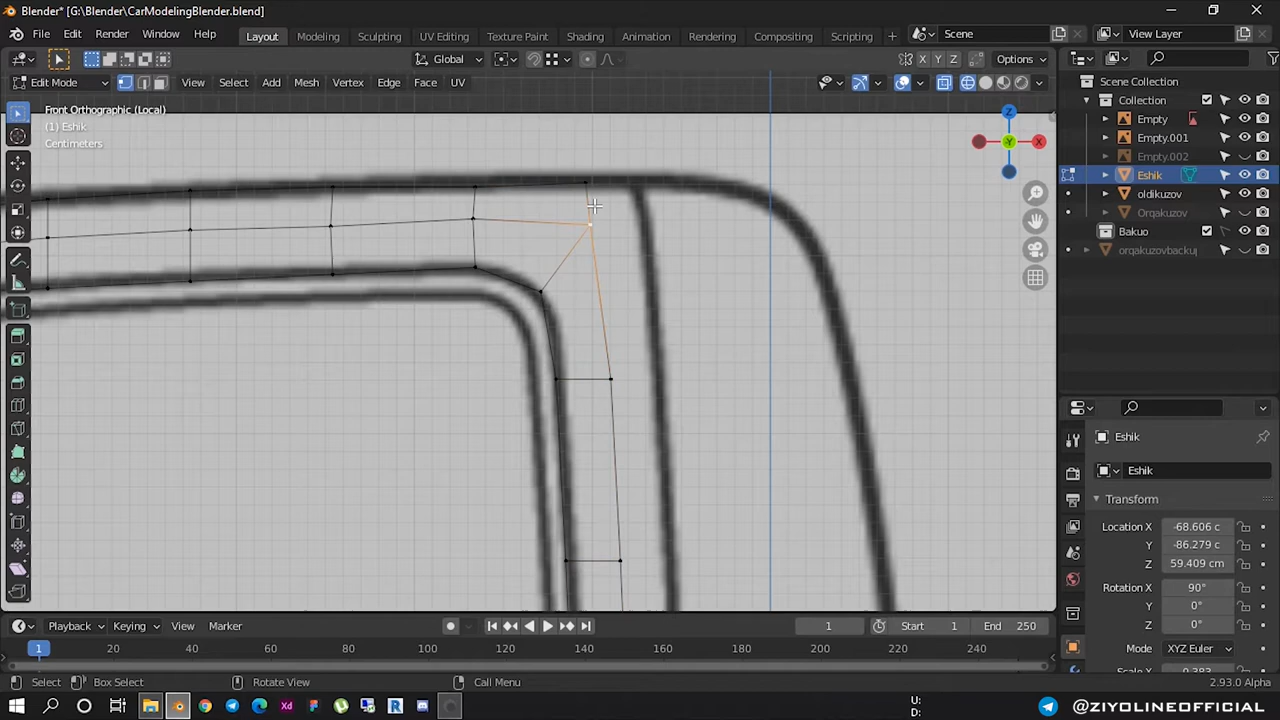 Blender* [G:\Blender\CarModelingBlender.blend]
File Edit Render Window Help Layout Modeling Sculpting UV Editing Texture Paint Shading Animation Rendering Compositing Scripting + Scene View Layer
Global Options
X Y Z
Edit Mode View Select Add Mesh Vertex Edge Face UV
Front Orthographic (Local)
(1) Eshik
Centimeters
Z
Y
X
Scene Collection
Collection
Empty
Empty.001
Empty.002
Eshik
oldikuzov
Orqakuzov
Bakuo
orqakuzovbackuj
Eshik
Eshik
Transform
Location X -68.606 c
Y -86.279 c
Z 59.409 cm
Rotation X 90°
Y 0°
Z 0°
Mode XYZ Euler
Scale X 0.383
Playback Keying View Marker 1 Start 1 End 250
1 20 40 60 80 100 120 140 160 180 200 220 240
Select Box Select Rotate View Call Menu 2.93.0 Alpha
U:
D:
@ZIYOLINEOFFICIAL